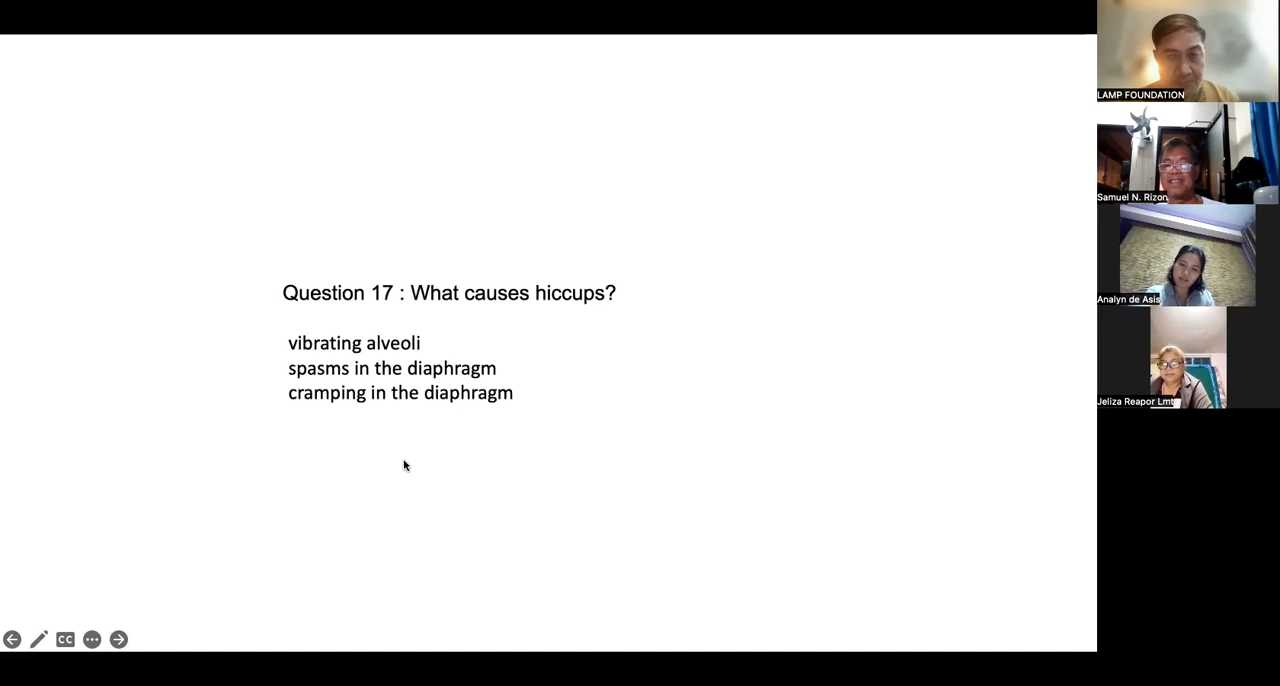 Question 17 : What causes hiccups?
vibrating alveoli
spasms in the diaphragm
cramping in the diaphragm
CC
LAMP FOUNDATION
Samuel N. Rizon
Analyn de Asis
Jeliza Reapor Lmt